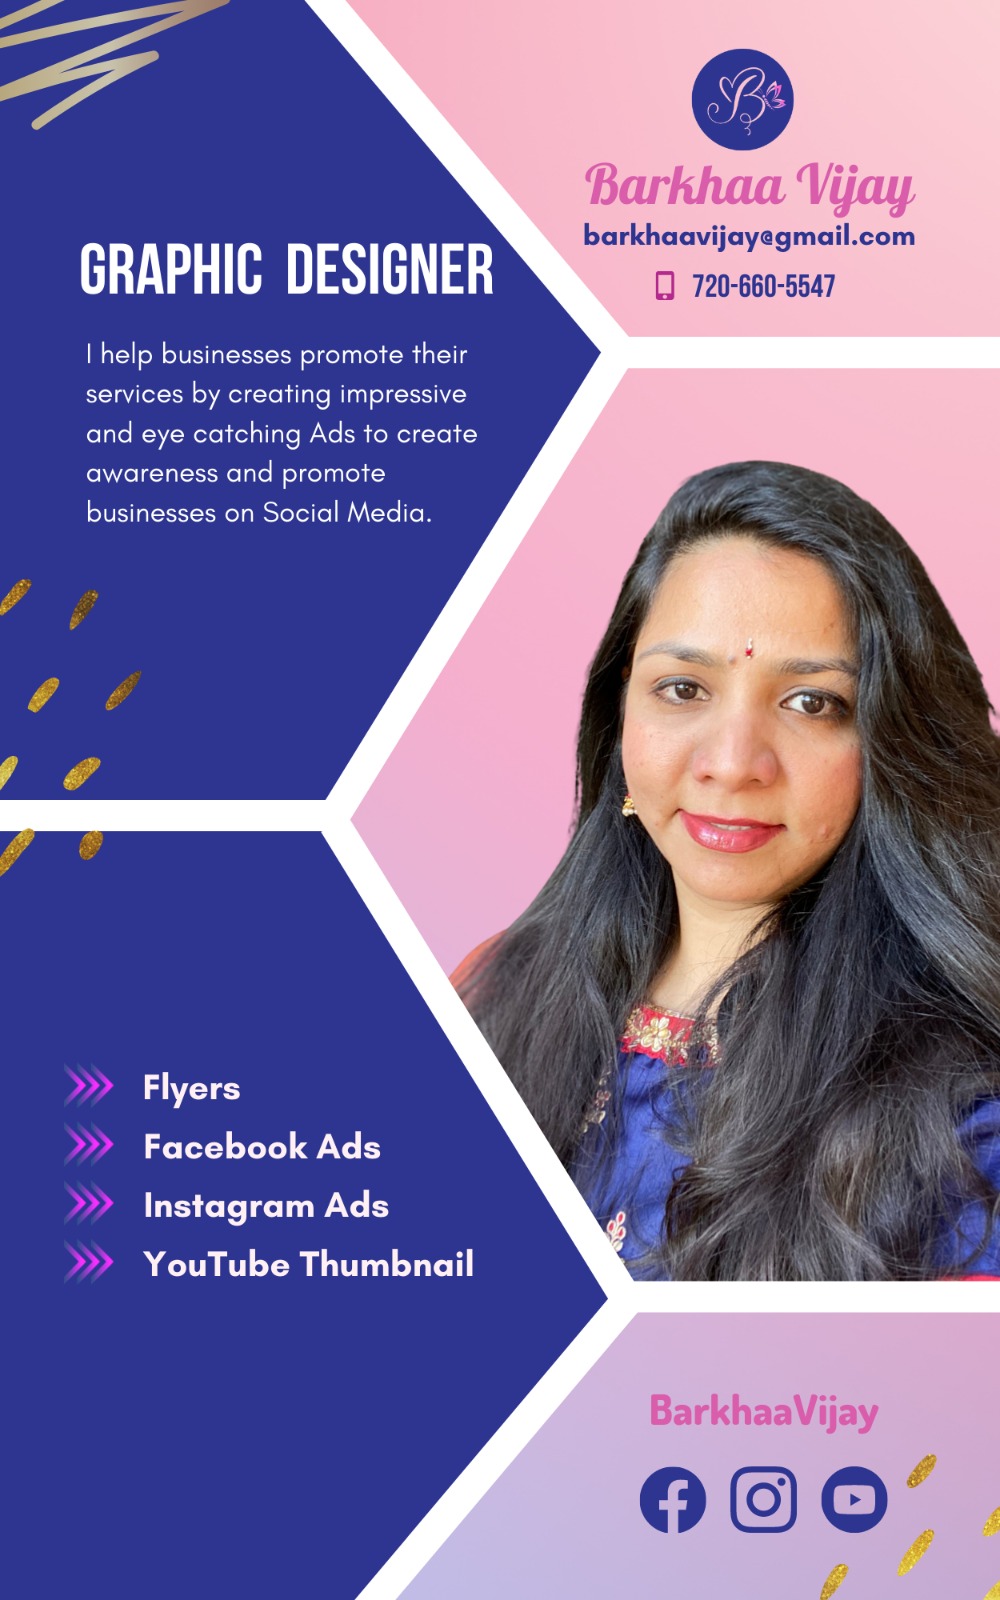 B
Barkhaa Vijay
barkhaavijay@gmail.com
720-660-5547
GRAPHIC DESIGNER
I help businesses promote their
services by creating impressive
and eye catching Ads to create
awareness and promote
businesses on Social Media.
Flyers
Facebook Ads
Instagram Ads
YouTube Thumbnail
BarkhaaVijay